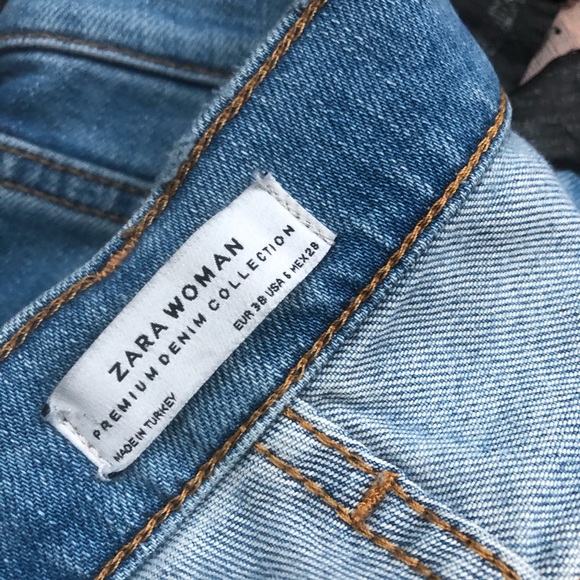 ZARA WOMAN
PREMIUM DENIM COLLECTION
MADE IN TURKEY
EUR 38 USA 6 MEX 28